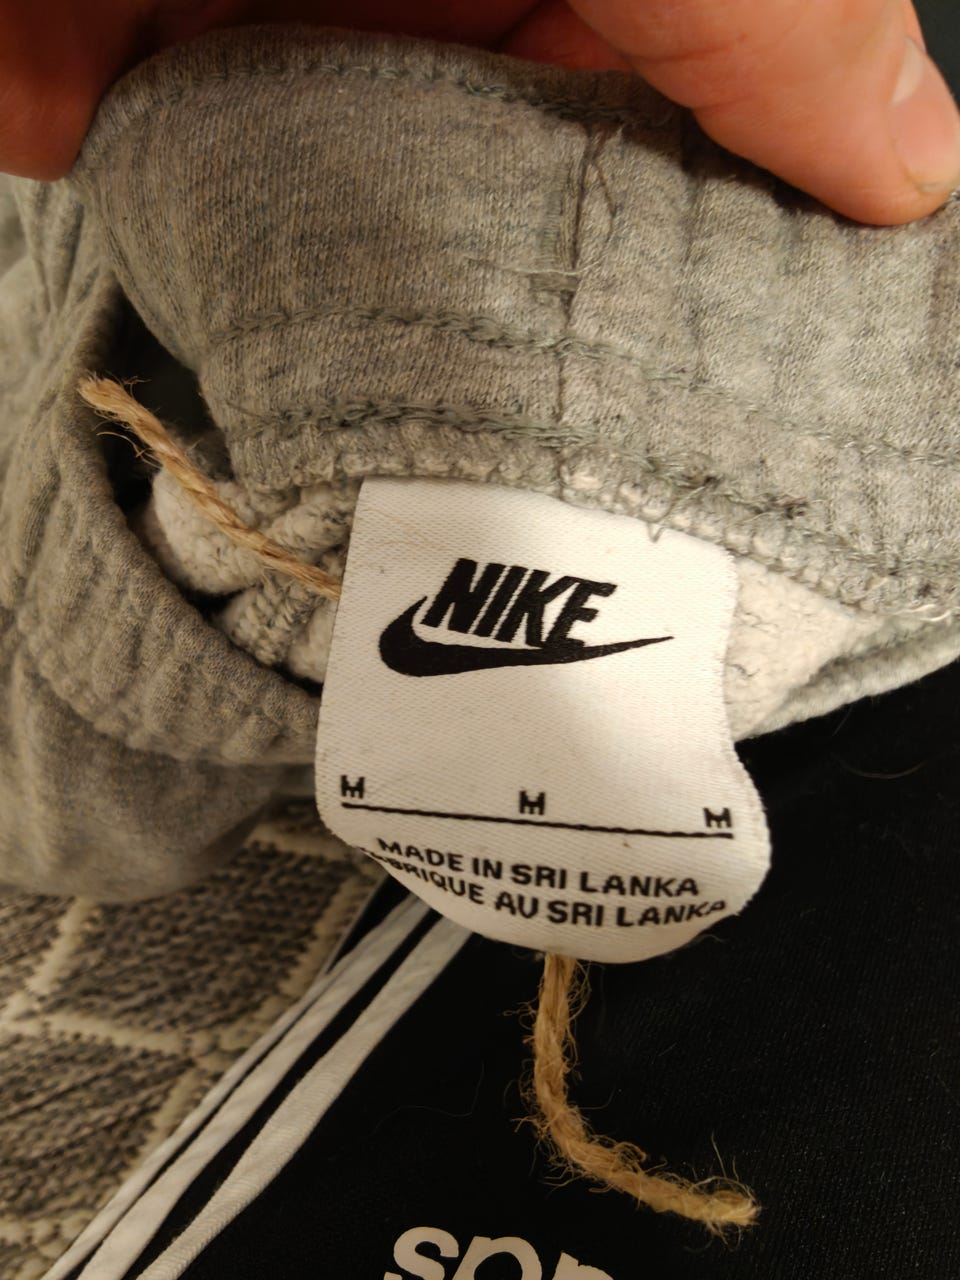 NIKE
M M M
MADE IN SRI LANKA
FABRIQUE AU SRI LANKA